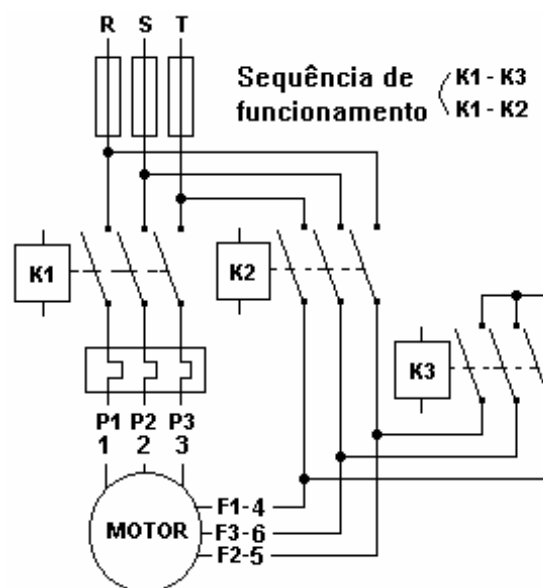 R S T
Sequência de funcionamento
K1 - K3
K1 - K2
K1
K2
K3
P1 P2 P3
1 2 3
MOTOR
F1-4
F3-6
F2-5